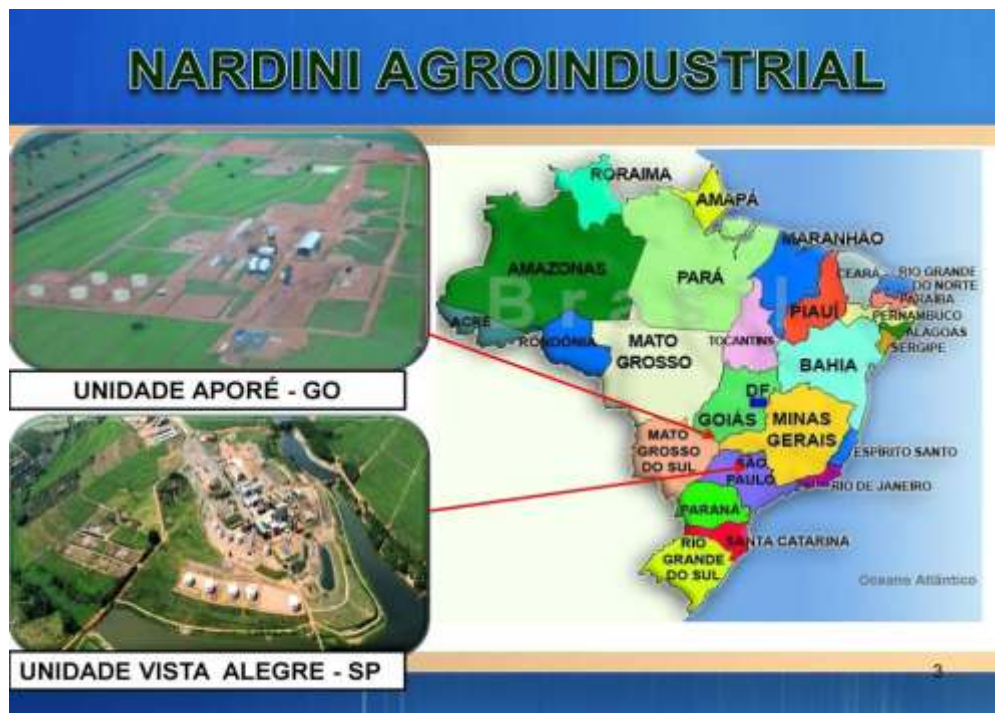 NARDINI AGROINDUSTRIAL
UNIDADE APORÉ - GO
UNIDADE VISTA ALEGRE - SP
RORAIMA
AMAPÁ
AMAZONAS
PARÁ
MARANHÃO
CEARÁ
RIO GRANDE
DO NORTE
PARAÍBA
PERNAMBUCO
ALAGOAS
SERGIPE
PIAUÍ
Brasil
ACRE
RONDÔNIA
MATO
GROSSO
TOCANTINS
BAHIA
DF
GOIÁS
MINAS
GERAIS
MATO
GROSSO
DO SUL
SÃO
PAULO
ESPÍRITO SANTO
RIO DE JANEIRO
PARANÁ
SANTA CATARINA
RIO
GRANDE
DO SUL
Oceano Atlântico
3